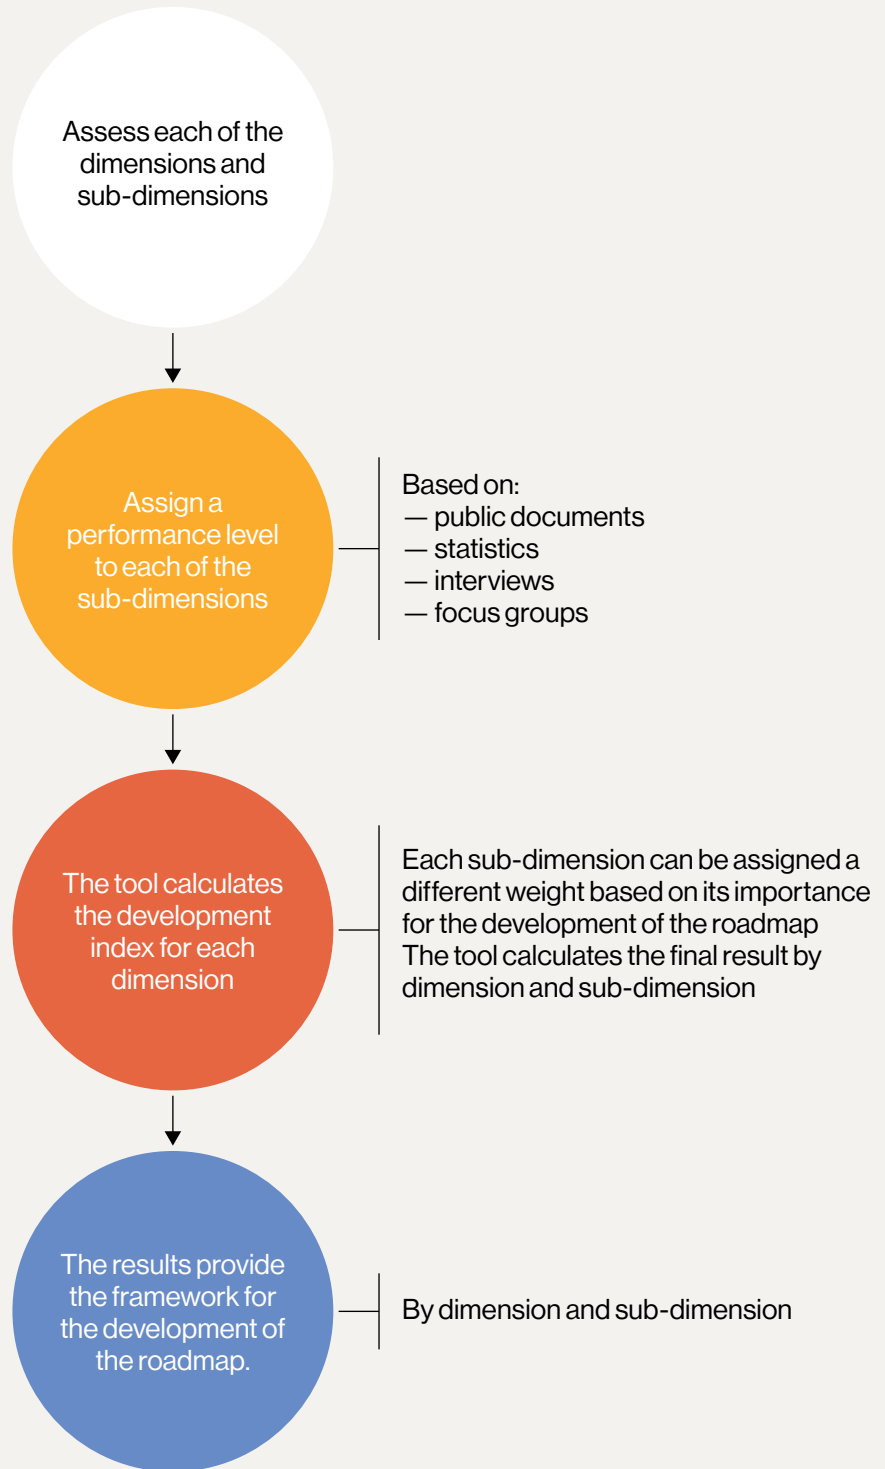 Assess each of the
dimensions and
sub-dimensions
Assign a
performance level
to each of the
sub-dimensions
Based on:
— public documents
— statistics
— interviews
— focus groups
The tool calculates
the development
index for each
dimension
Each sub-dimension can be assigned a
different weight based on its importance
for the development of the roadmap
The tool calculates the final result by
dimension and sub-dimension
The results provide
the framework for
the development of
the roadmap.
By dimension and sub-dimension